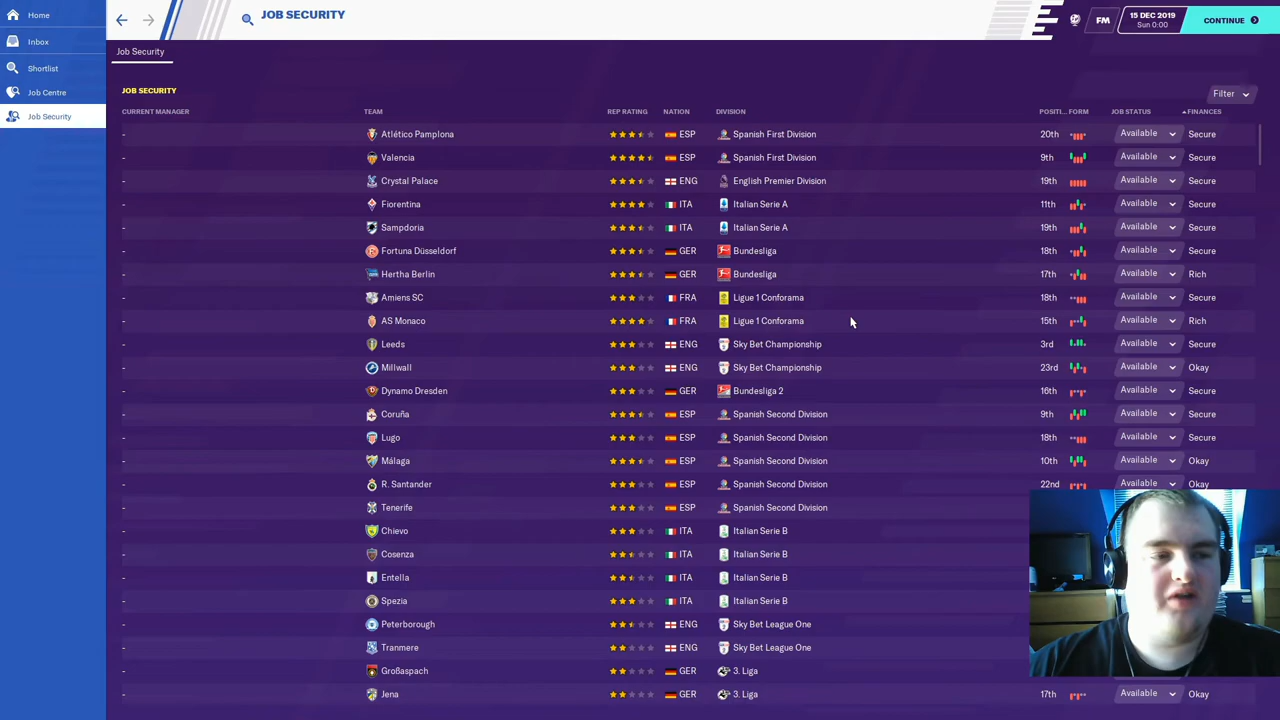 Home
JOB SECURITY
FM
15 DEC 2019
Sun 0:00
CONTINUE
Inbox
Job Security
Shortlist
Job Centre
Job Security
JOB SECURITY
Filter
CURRENT MANAGER TEAM REP RATING NATION DIVISION POSITI... FORM JOB STATUS FINANCES
- Atlético Pamplona ESP Spanish First Division 20th Available Secure
- Valencia ESP Spanish First Division 9th Available Secure
- Crystal Palace ENG English Premier Division 19th Available Secure
- Fiorentina ITA Italian Serie A 11th Available Secure
- Sampdoria ITA Italian Serie A 19th Available Secure
- Fortuna Düsseldorf GER Bundesliga 18th Available Secure
- Hertha Berlin GER Bundesliga 17th Available Rich
- Amiens SC FRA Ligue 1 Conforama 18th Available Secure
- AS Monaco FRA Ligue 1 Conforama 15th Available Rich
- Leeds ENG Sky Bet Championship 3rd Available Secure
- Millwall ENG Sky Bet Championship 23rd Available Okay
- Dynamo Dresden GER Bundesliga 2 16th Available Secure
- Coruña ESP Spanish Second Division 9th Available Secure
- Lugo ESP Spanish Second Division 18th Available Secure
- Málaga ESP Spanish Second Division 10th Available Okay
- R. Santander ESP Spanish Second Division 22nd Available Okay
- Tenerife ESP Spanish Second Division
- Chievo ITA Italian Serie B
- Cosenza ITA Italian Serie B
- Entella ITA Italian Serie B
- Spezia ITA Italian Serie B
- Peterborough ENG Sky Bet League One
- Tranmere ENG Sky Bet League One
- Großaspach GER 3. Liga
- Jena GER 3. Liga 17th Available Okay